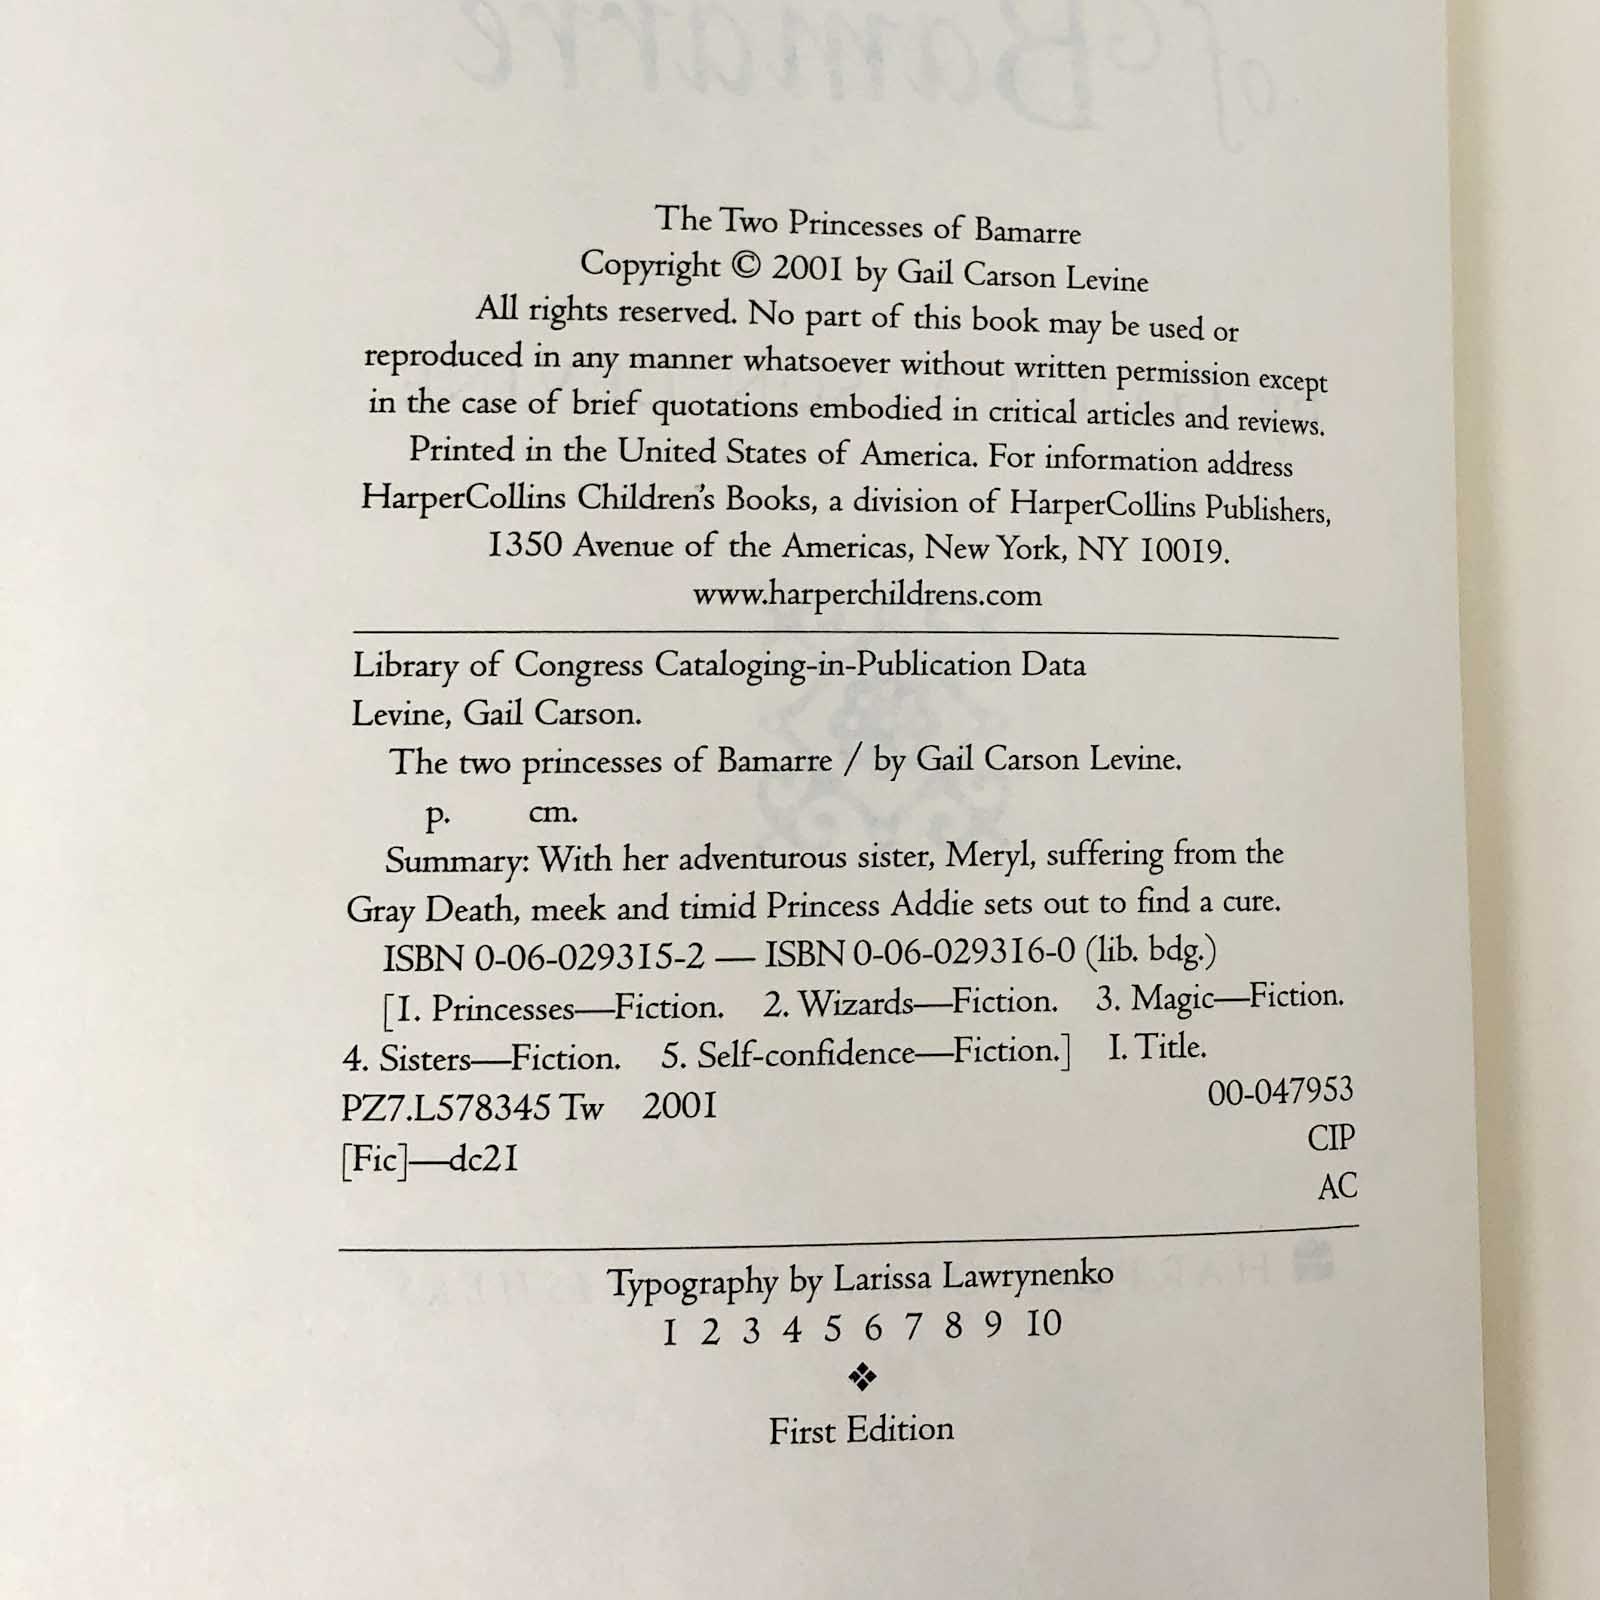 The Two Princesses of Bamarre
Copyright © 2001 by Gail Carson Levine
All rights reserved. No part of this book may be used or
reproduced in any manner whatsoever without written permission except
in the case of brief quotations embodied in critical articles and reviews.
Printed in the United States of America. For information address
HarperCollins Children's Books, a division of HarperCollins Publishers,
1350 Avenue of the Americas, New York, NY 10019.
www.harperchildrens.com
Library of Congress Cataloging-in-Publication Data
Levine, Gail Carson.
The two princesses of Bamarre / by Gail Carson Levine.
p. cm.
Summary: With her adventurous sister, Meryl, suffering from the
Gray Death, meek and timid Princess Addie sets out to find a cure.
ISBN 0-06-029315-2 — ISBN 0-06-029316-0 (lib. bdg.)
[1. Princesses—Fiction. 2. Wizards—Fiction. 3. Magic—Fiction.
4. Sisters—Fiction. 5. Self-confidence—Fiction.] I. Title.
PZ7.L578345 Tw 2001 00-047953
[Fic]—dc21 CIP
AC
Typography by Larissa Lawrynenko
1 2 3 4 5 6 7 8 9 10
❖
First Edition